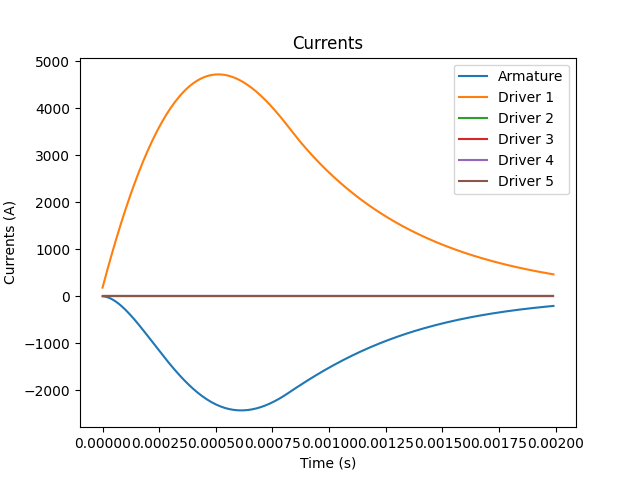 Currents
Currents (A)
5000
4000
3000
2000
1000
0
−1000
−2000
0.00000 0.00025 0.00050 0.00075 0.00100 0.00125 0.00150 0.00175 0.00200
Time (s)
Armature
Driver 1
Driver 2
Driver 3
Driver 4
Driver 5